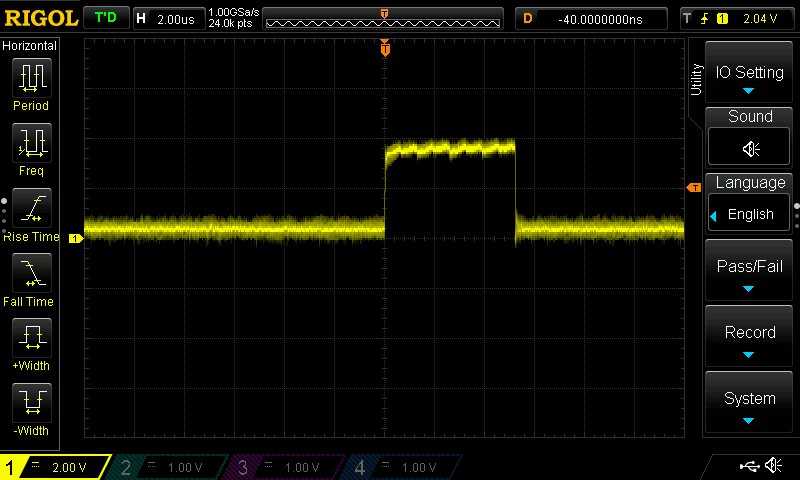 RIGOL T'D H 2.00us 1.00GSa/s
24.0k pts T D -40.0000000ns T 1 2.04 V
Horizontal
T
Period
Freq
Rise Time
Fall Time
+Width
-Width
1
T
Utility
IO Setting
Sound
Language
English
Pass/Fail
Record
System
1 2.00 V 2 1.00 V 3 1.00 V 4 1.00 V